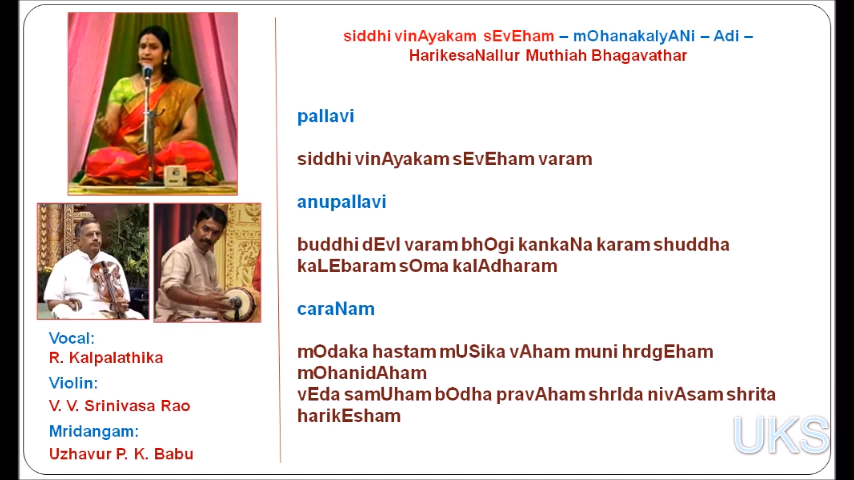 siddhi vinAyakam sEvEham – mOhanakalyANi – Adi –
HarikesaNallur Muthiah Bhagavathar
pallavi
siddhi vinAyakam sEvEham varam
anupallavi
buddhi dEvI varam bhOgi kankaNa karam shuddha
kaLEbaram sOma kalAdharam
caraNam
mOdaka hastam mUSika vAham muni hrdgEham
mOhanidAham
vEda samUham bOdha pravAham shrIda nivAsam shrita
harikEsham
Vocal:
R. Kalpalathika
Violin:
V. V. Srinivasa Rao
Mridangam:
Uzhavur P. K. Babu
UKS